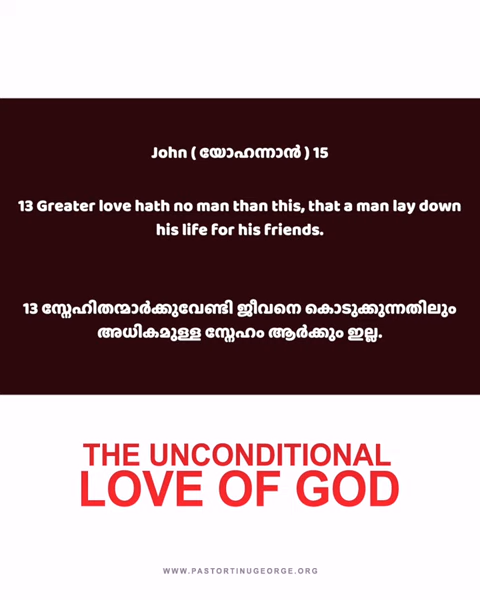 John ( യോഹന്നാൻ ) 15
13 Greater love hath no man than this, that a man lay down
his life for his friends.
13 സ്നേഹിതന്മാർക്കുവേണ്ടി ജീവനെ കൊടുക്കുന്നതിലും
അധികമുള്ള സ്നേഹം ആർക്കും ഇല്ല.
THE UNCONDITIONAL
LOVE OF GOD
WWW.PASTORTINUGEORGE.ORG